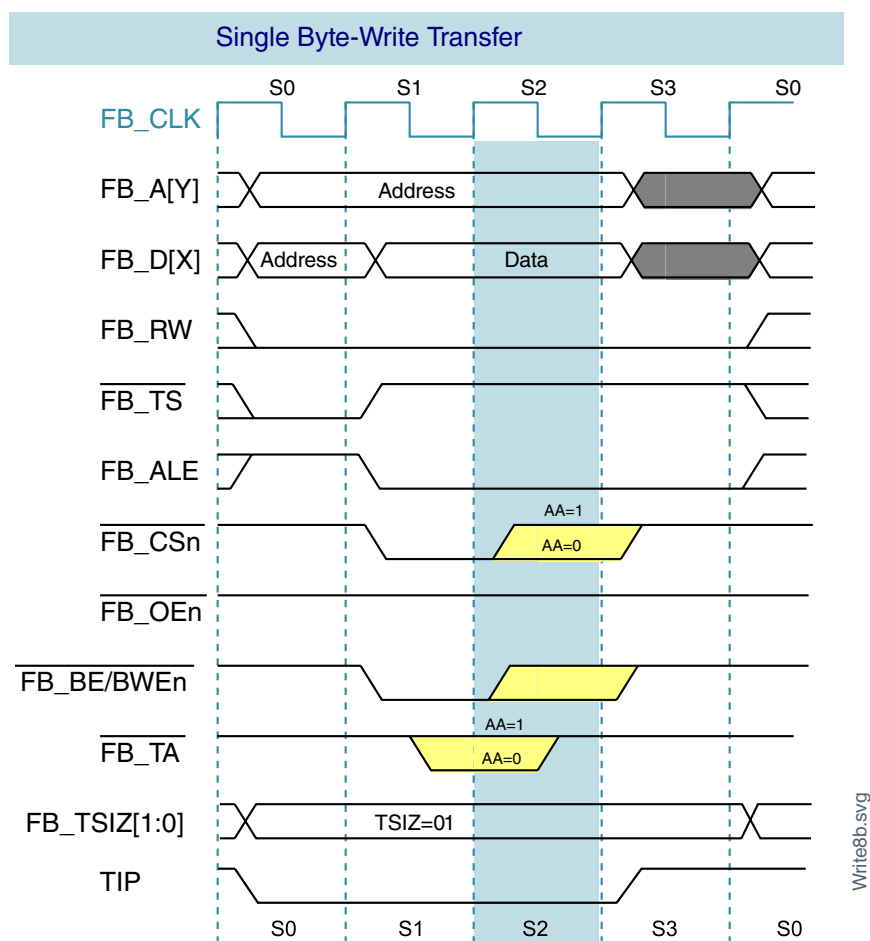 Single Byte-Write Transfer
S0 S1 S2 S3 S0
FB_CLK
FB_A[Y] Address
FB_D[X] Address Data
FB_RW
FB_TS
FB_ALE
AA=1
FB_CSn AA=0
FB_OEn
FB_BE/BWEn
AA=1
FB_TA AA=0
FB_TSIZ[1:0] TSIZ=01
TIP
S0 S1 S2 S3 S0
Write8b.svg